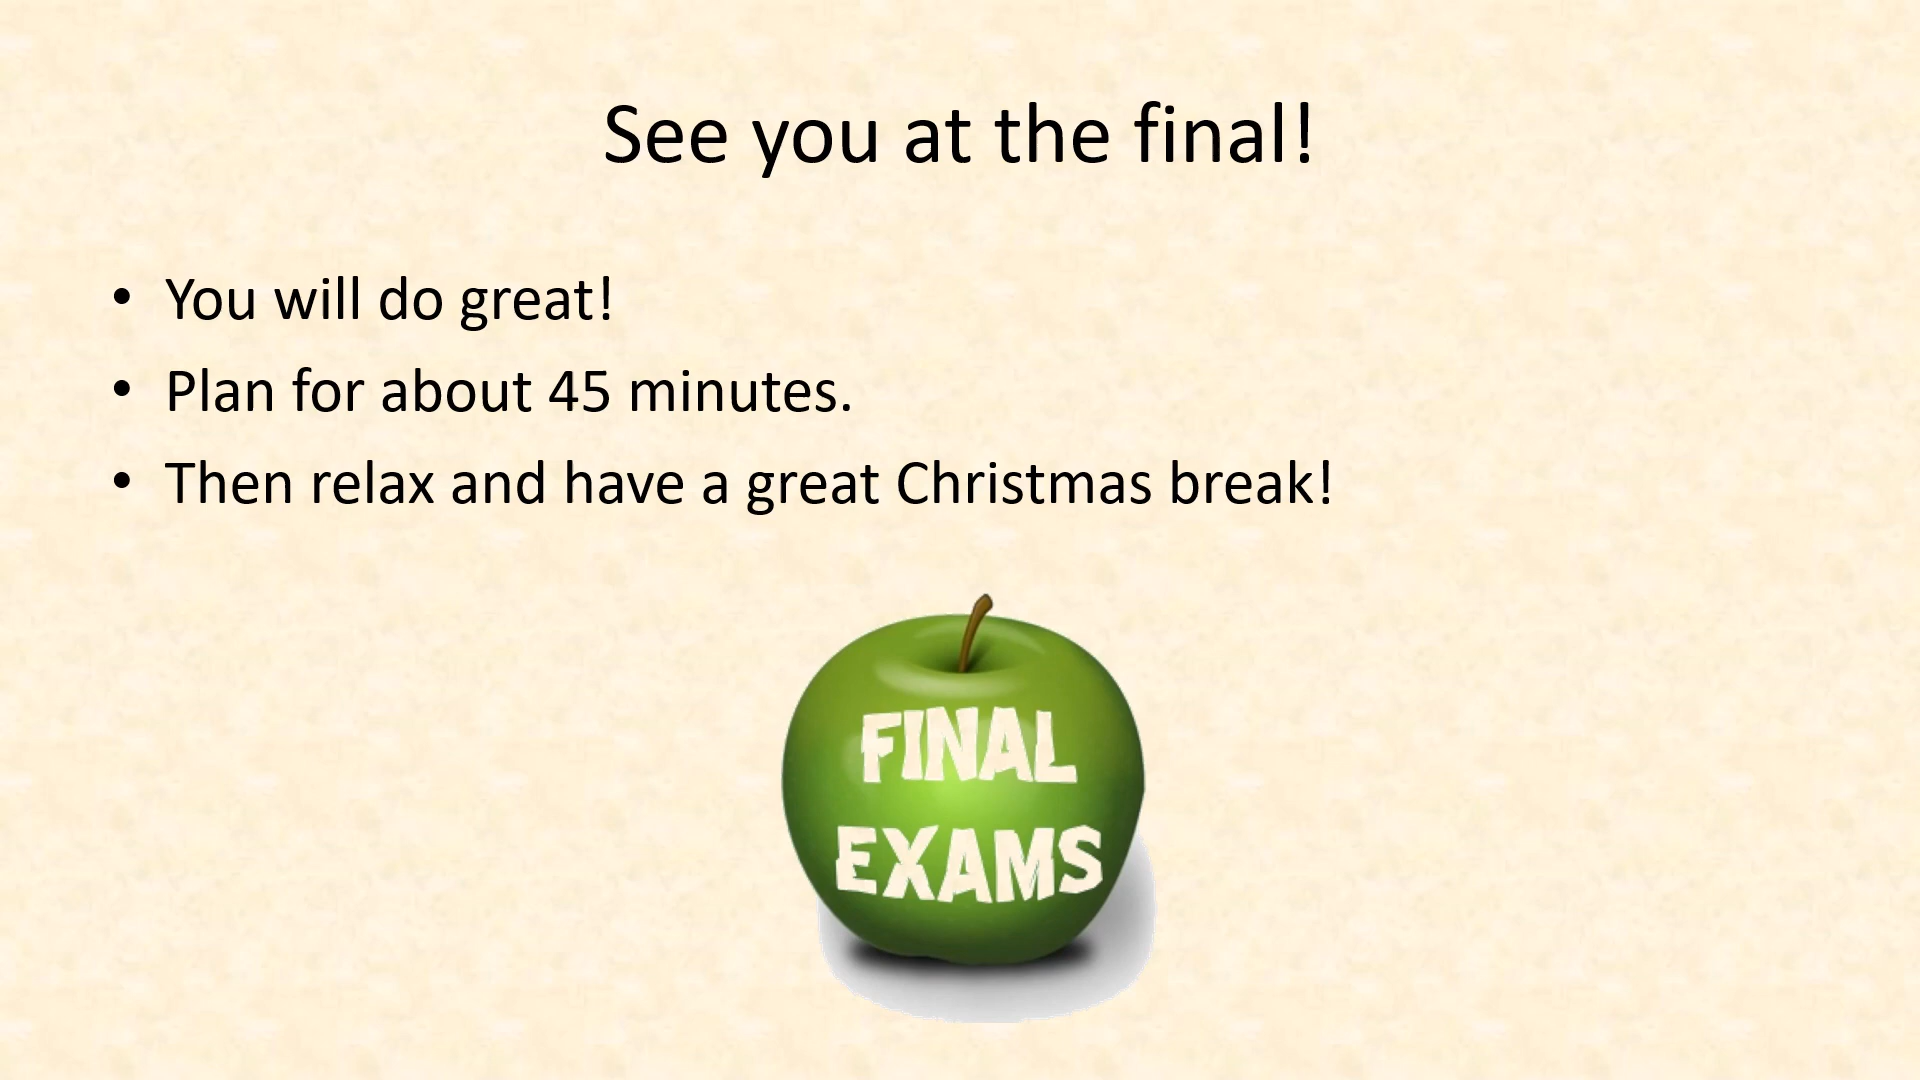 See you at the final!
• You will do great!
• Plan for about 45 minutes.
• Then relax and have a great Christmas break!
FINAL
EXAMS